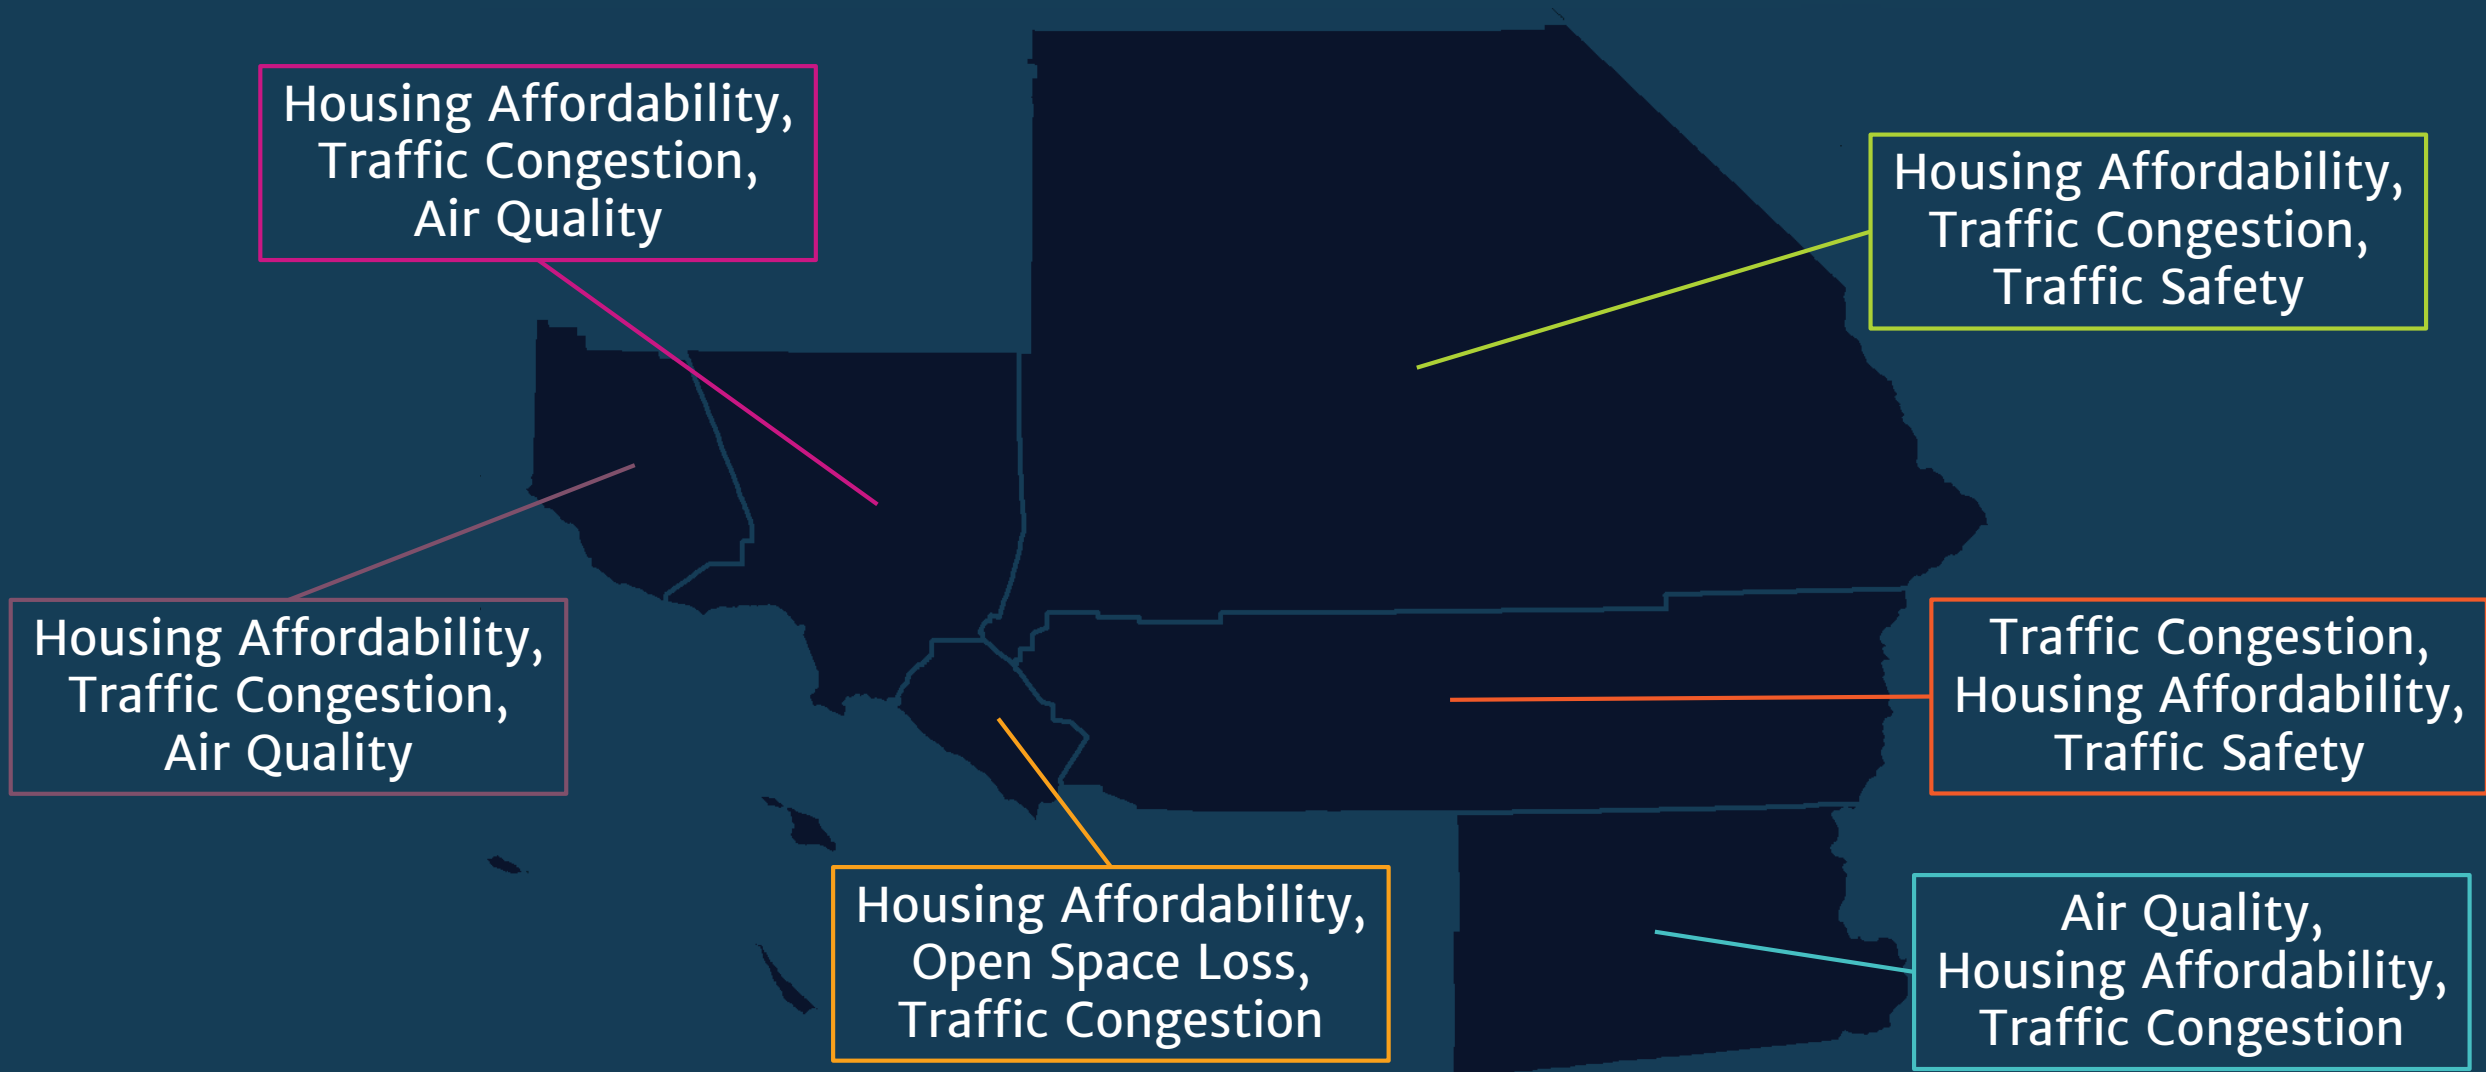 Housing Affordability,
Traffic Congestion,
Air Quality
Housing Affordability,
Traffic Congestion,
Traffic Safety
Housing Affordability,
Traffic Congestion,
Air Quality
Traffic Congestion,
Housing Affordability,
Traffic Safety
Housing Affordability,
Open Space Loss,
Traffic Congestion
Air Quality,
Housing Affordability,
Traffic Congestion